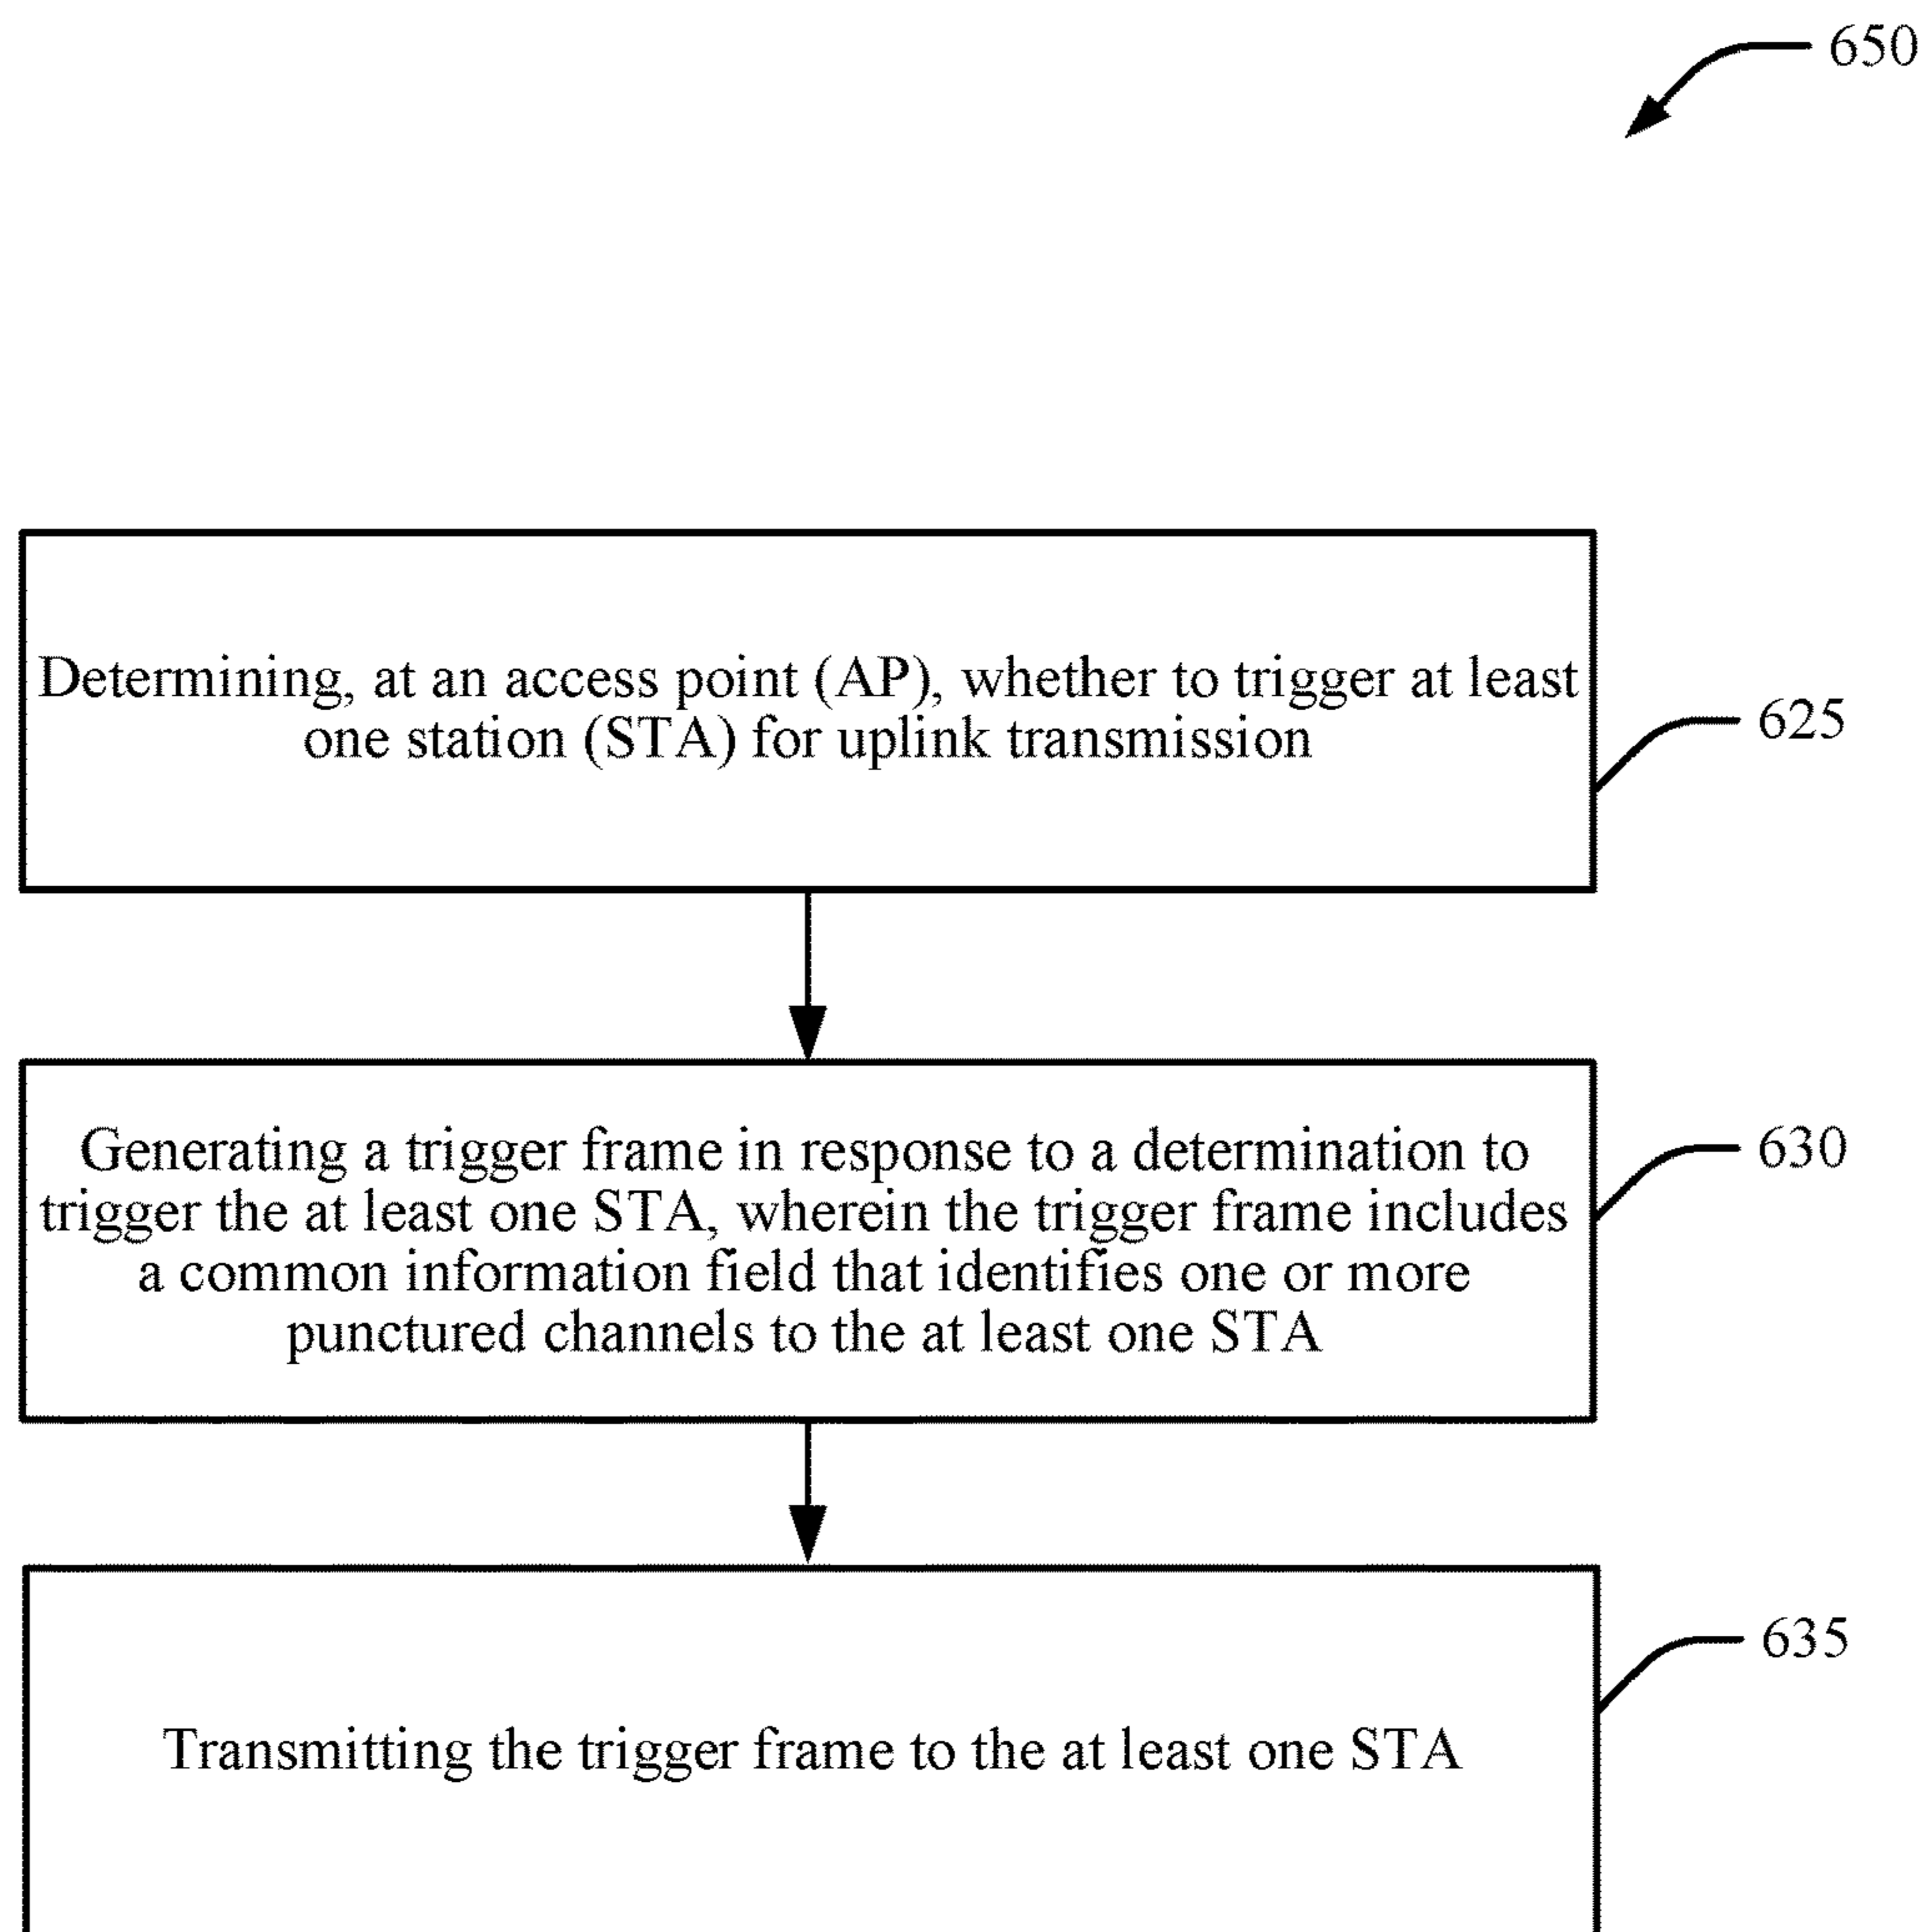 650
Determining, at an access point (AP), whether to trigger at least
one station (STA) for uplink transmission
625
Generating a trigger frame in response to a determination to
trigger the at least one STA, wherein the trigger frame includes
a common information field that identifies one or more
punctured channels to the at least one STA
630
Transmitting the trigger frame to the at least one STA
635